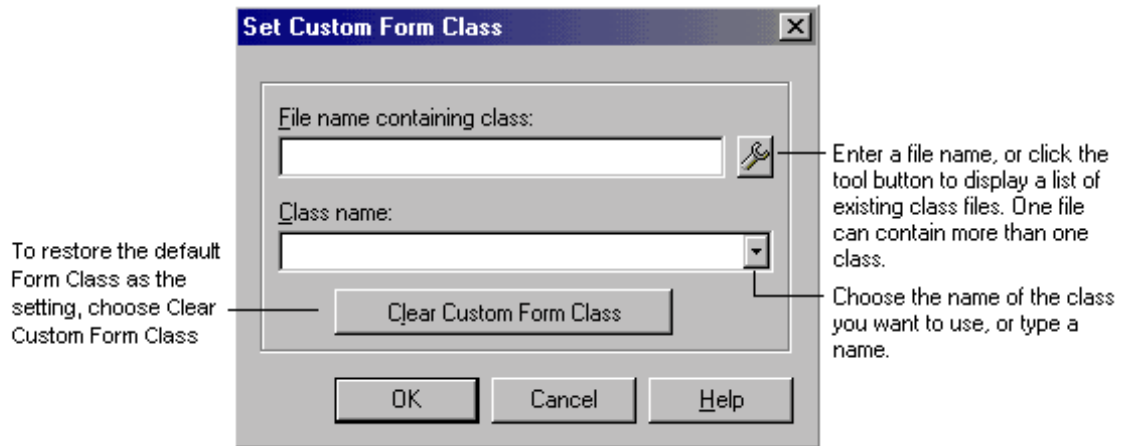 Set Custom Form Class
File name containing class:
Enter a file name, or click the
tool button to display a list of
existing class files. One file
can contain more than one
class.
Class name:
To restore the default
Form Class as the
setting, choose Clear
Custom Form Class
Choose the name of the class
you want to use, or type a
name.
Clear Custom Form Class
OK
Cancel
Help